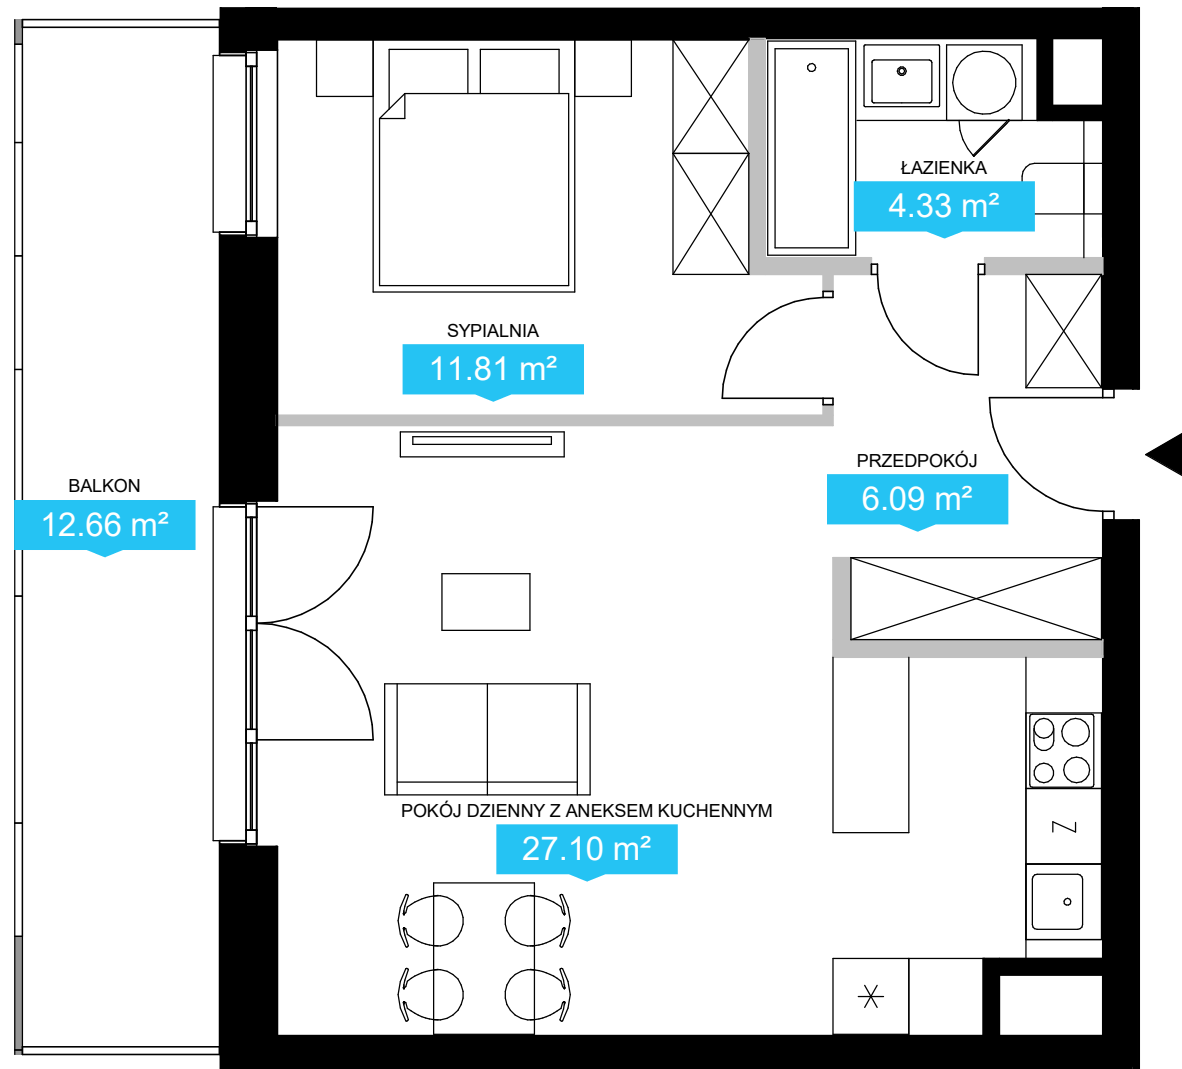 ŁAZIENKA
4.33 m²
SYPIALNIA
11.81 m²
PRZEDPOKÓJ
6.09 m²
BALKON
12.66 m²
POKÓJ DZIENNY Z ANEKSEM KUCHENNYM
27.10 m²
Z